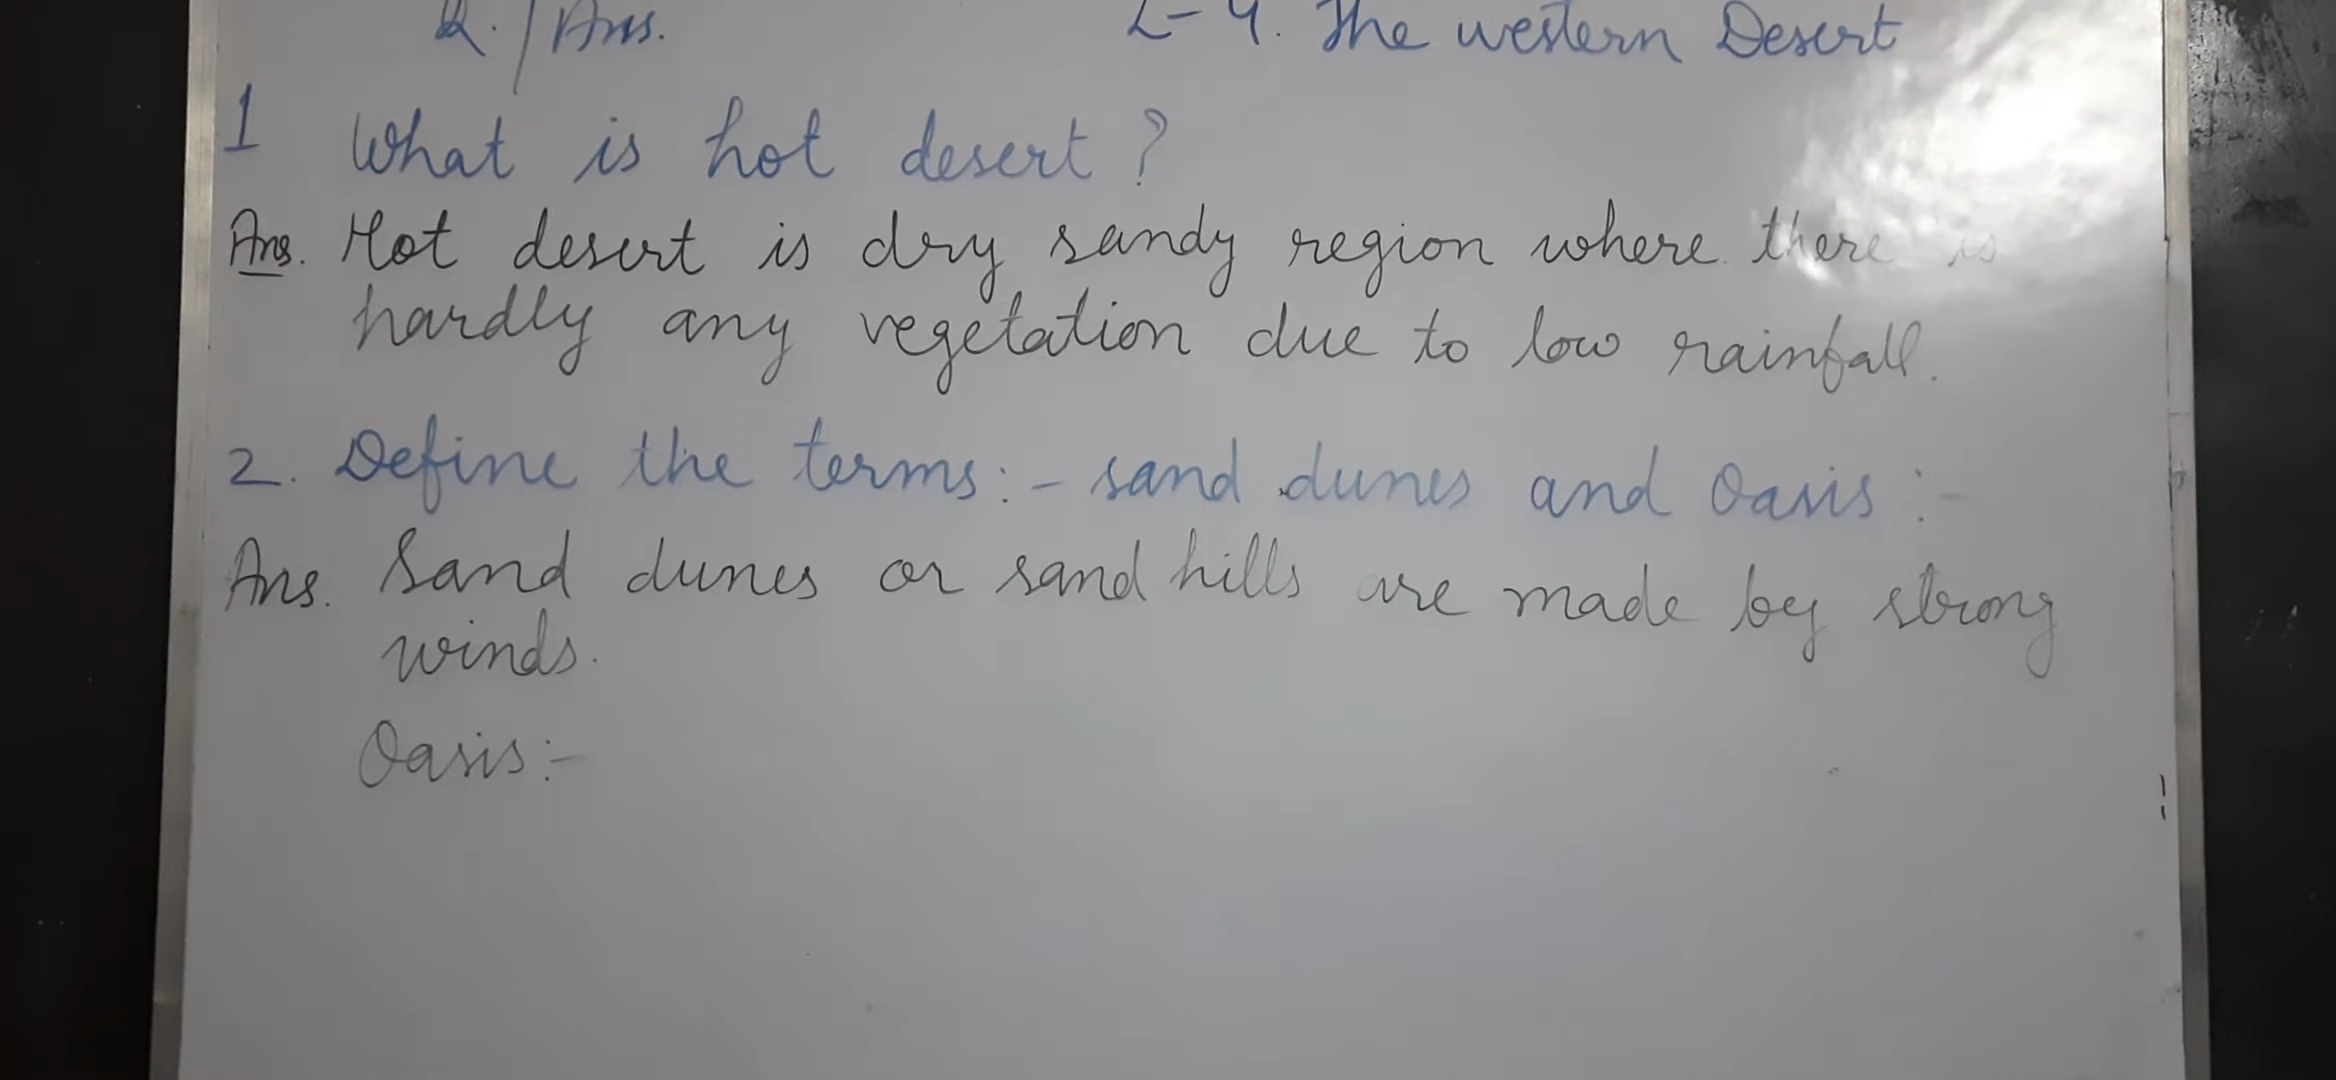 Q./Ans. L-4. The western Desert
1 What is hot desert?
Ans. Hot desert is dry sandy region where there is
hardly any vegetation due to low rainfall.
2. Define the terms:- sand dunes and Oasis:-
Ans. Sand dunes or sand hills are made by strong
winds.
Oasis:-